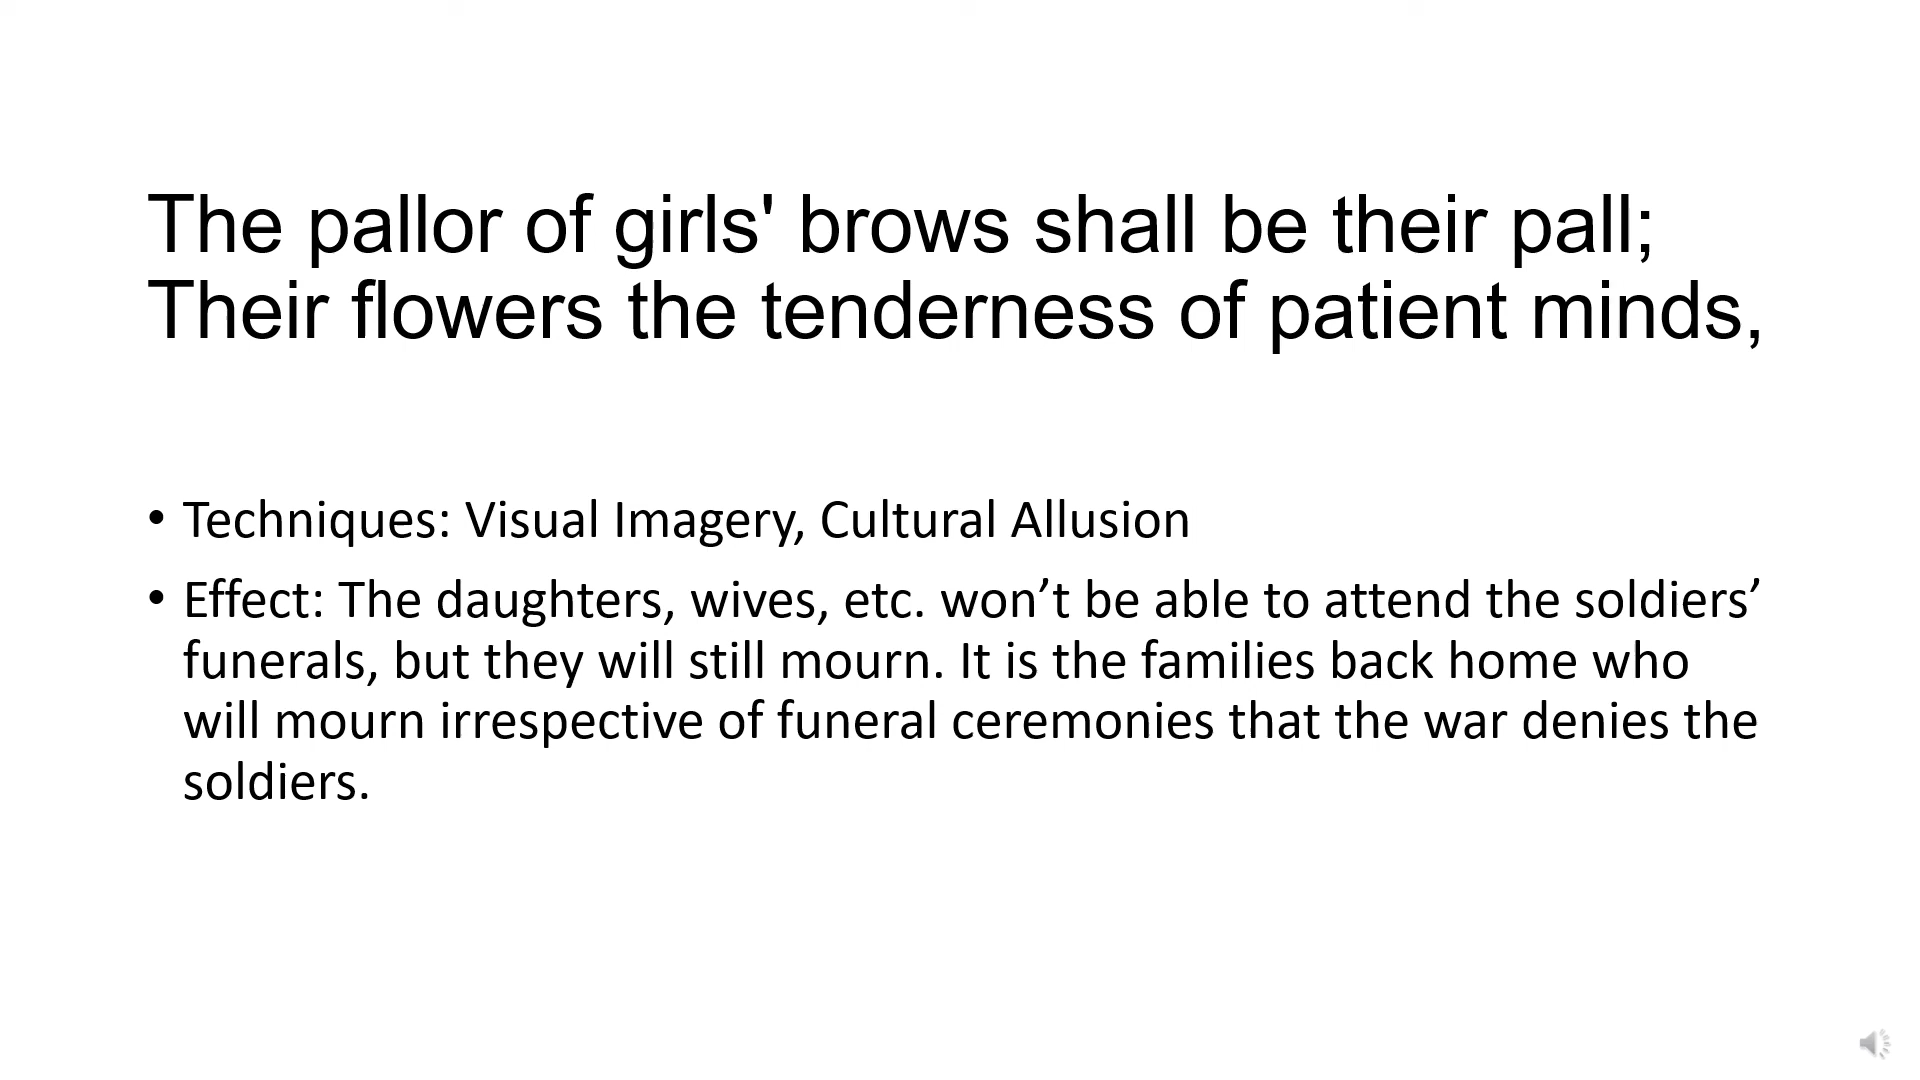 The pallor of girls' brows shall be their pall;
Their flowers the tenderness of patient minds,
• Techniques: Visual Imagery, Cultural Allusion
• Effect: The daughters, wives, etc. won’t be able to attend the soldiers’
funerals, but they will still mourn. It is the families back home who
will mourn irrespective of funeral ceremonies that the war denies the
soldiers.